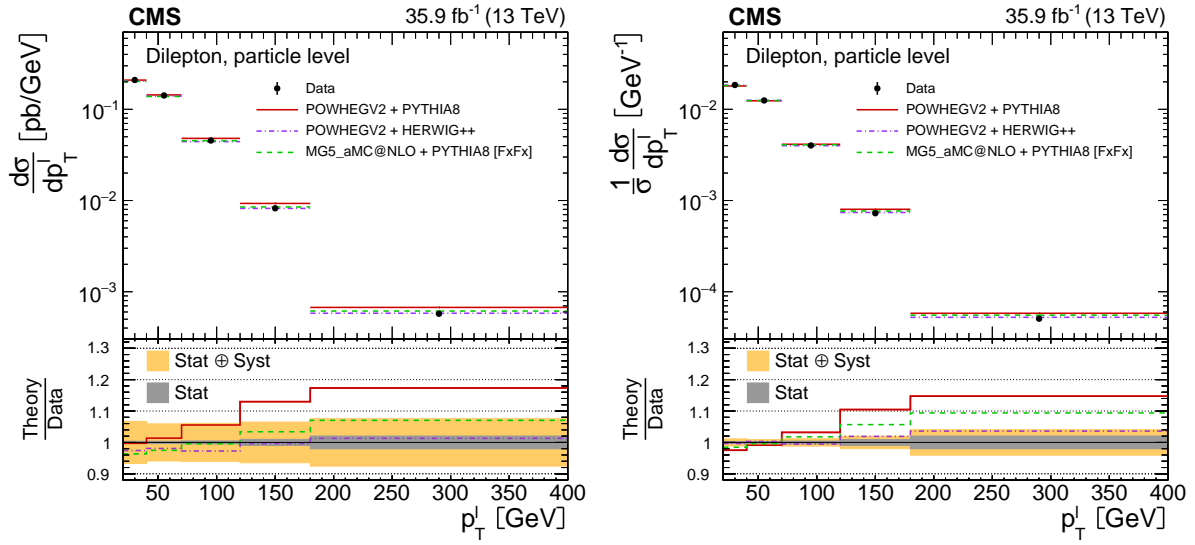 CMS 35.9 fb⁻¹ (13 TeV)
Dilepton, particle level
Data
POWHEGV2 + PYTHIA8
POWHEGV2 + HERWIG++
MG5_aMC@NLO + PYTHIA8 [FxFx]
dσ/dp_T^l [pb/GeV]
10⁻¹
10⁻²
10⁻³
Stat ⊕ Syst
Stat
Theory
Data
1.3
1.2
1.1
1
0.9
50 100 150 200 250 300 350 400
p_T^l [GeV]
CMS 35.9 fb⁻¹ (13 TeV)
Dilepton, particle level
Data
POWHEGV2 + PYTHIA8
POWHEGV2 + HERWIG++
MG5_aMC@NLO + PYTHIA8 [FxFx]
1/σ dσ/dp_T^l [GeV⁻¹]
10⁻²
10⁻³
10⁻⁴
Stat ⊕ Syst
Stat
Theory
Data
1.3
1.2
1.1
1
0.9
50 100 150 200 250 300 350 400
p_T^l [GeV]